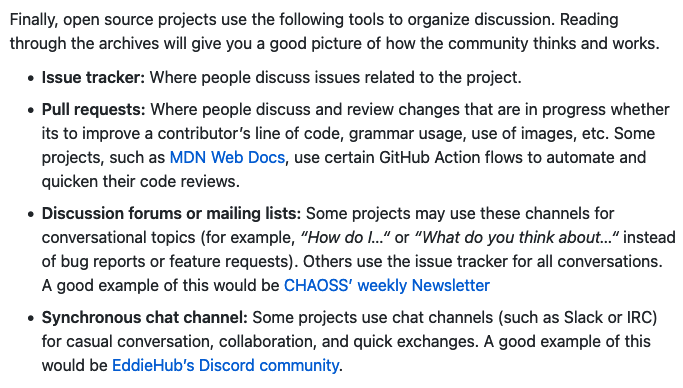 Finally, open source projects use the following tools to organize discussion. Reading
through the archives will give you a good picture of how the community thinks and works.
• Issue tracker: Where people discuss issues related to the project.
• Pull requests: Where people discuss and review changes that are in progress whether
its to improve a contributor’s line of code, grammar usage, use of images, etc. Some
projects, such as MDN Web Docs, use certain GitHub Action flows to automate and
quicken their code reviews.
• Discussion forums or mailing lists: Some projects may use these channels for
conversational topics (for example, “How do I…“ or “What do you think about…“ instead
of bug reports or feature requests). Others use the issue tracker for all conversations.
A good example of this would be CHAOSS’ weekly Newsletter
• Synchronous chat channel: Some projects use chat channels (such as Slack or IRC)
for casual conversation, collaboration, and quick exchanges. A good example of this
would be EddieHub’s Discord community.